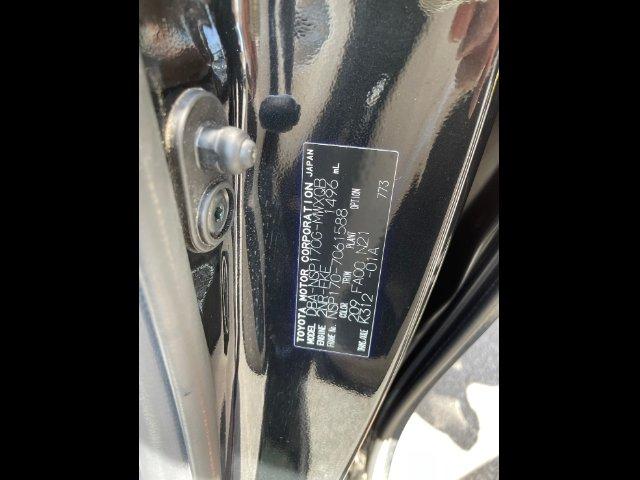 TOYOTA MOTOR CORPORATION JAPAN
MODEL DBA-NSP170G-MWXQB
ENGINE 2NR-FKE 1496 mL
FRAME No. NSP170-7061588
COLOR TRIM PLANT OPTION
209 FA00 N21 773
TRANS./AXLE K312 -01A